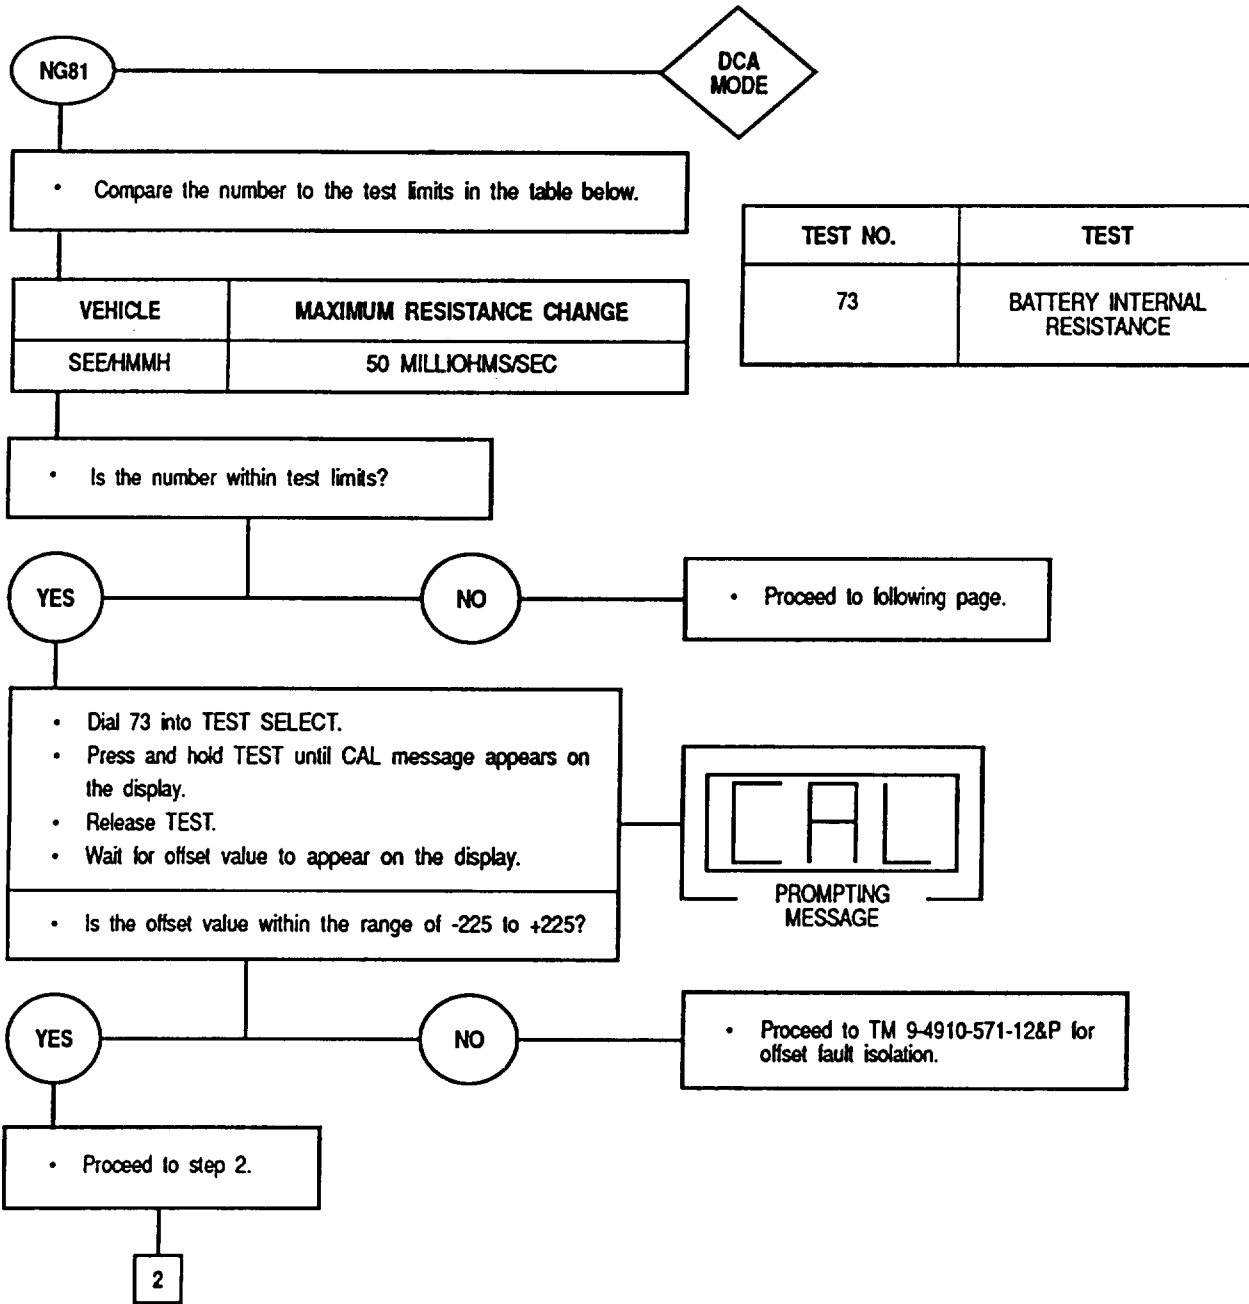 NG81
DCA
MODE
• Compare the number to the test limits in the table below.
TEST NO. TEST
73 BATTERY INTERNAL
RESISTANCE
VEHICLE MAXIMUM RESISTANCE CHANGE
SEE/HMMH 50 MILLIOHMS/SEC
• Is the number within test limits?
YES
NO
• Proceed to following page.
• Dial 73 into TEST SELECT.
• Press and hold TEST until CAL message appears on
the display.
• Release TEST.
• Wait for offset value to appear on the display.
CAL
PROMPTING
MESSAGE
• Is the offset value within the range of -225 to +225?
YES
NO
• Proceed to TM 9-4910-571-12&P for
offset fault isolation.
• Proceed to step 2.
2